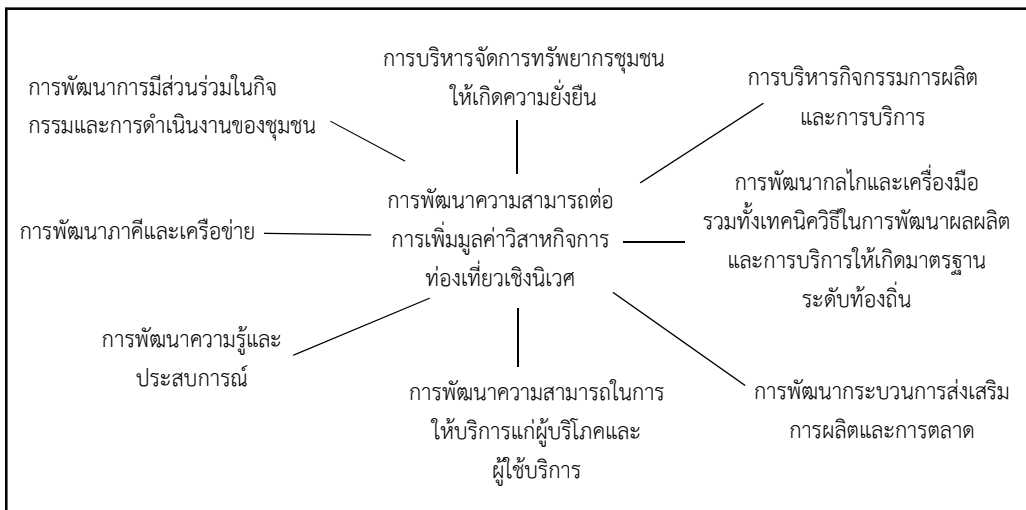 การบริหารจัดการทรัพยากรชุมชน
ให้เกิดความยั่งยืน
การพัฒนาการมีส่วนร่วมในกิจ
กรรมและการดำเนินงานของชุมชน
การบริหารกิจกรรมการผลิต
และการบริการ
การพัฒนาความสามารถต่อ
การเพิ่มมูลค่าวิสาหกิจการ
ท่องเที่ยวเชิงนิเวศ
การพัฒนากลไกและเครื่องมือ
รวมทั้งเทคนิควิธีในการพัฒนาผลผลิต
และการบริการให้เกิดมาตรฐาน
ระดับท้องถิ่น
การพัฒนาภาคีและเครือข่าย
การพัฒนาความรู้และ
ประสบการณ์
การพัฒนาความสามารถในการ
ให้บริการแก่ผู้บริโภคและ
ผู้ใช้บริการ
การพัฒนากระบวนการส่งเสริม
การผลิตและการตลาด